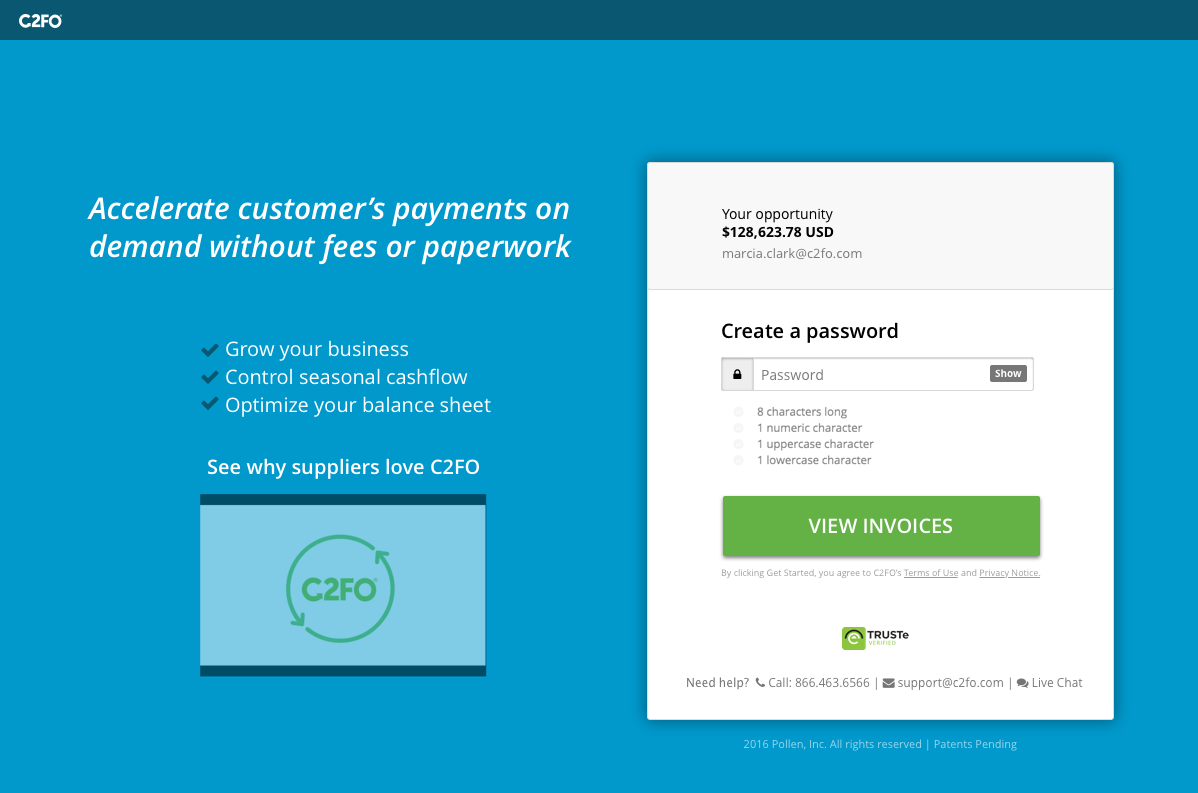 C2FO
Accelerate customer’s payments on
demand without fees or paperwork
Grow your business
Control seasonal cashflow
Optimize your balance sheet
See why suppliers love C2FO
C2FO
Your opportunity
$128,623.78 USD
marcia.clark@c2fo.com
Create a password
Password Show
8 characters long
1 numeric character
1 uppercase character
1 lowercase character
VIEW INVOICES
By clicking Get Started, you agree to C2FO's Terms of Use and Privacy Notice.
TRUSTe
VERIFIED
Need help? Call: 866.463.6566 | support@c2fo.com | Live Chat
2016 Pollen, Inc. All rights reserved | Patents Pending